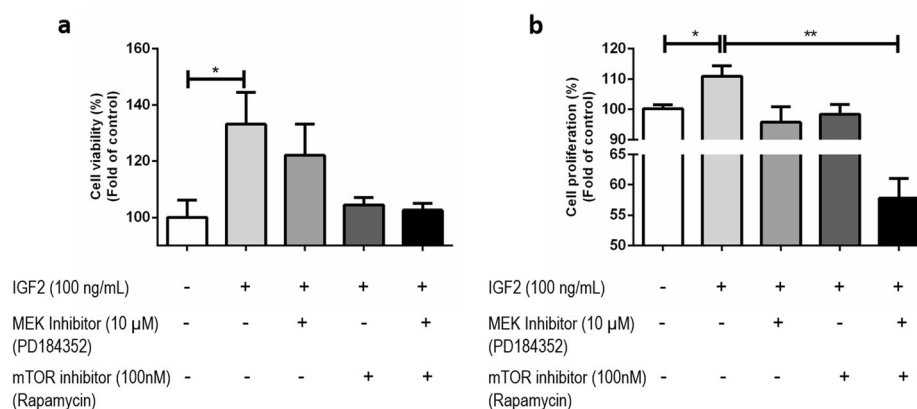 a
160
140
120
100
Cell viability (%)
(Fold of control)
*
b
120
110
100
90
65
60
55
50
Cell proliferation (%)
(Fold of control)
*
**
IGF2 (100 ng/mL) - + + + +
MEK Inhibitor (10 µM) - - + - +
(PD184352)
mTOR inhibitor (100nM) - - - + +
(Rapamycin)
IGF2 (100 ng/mL) - + + + +
MEK Inhibitor (10 µM) - - + - +
(PD184352)
mTOR inhibitor (100nM) - - - + +
(Rapamycin)